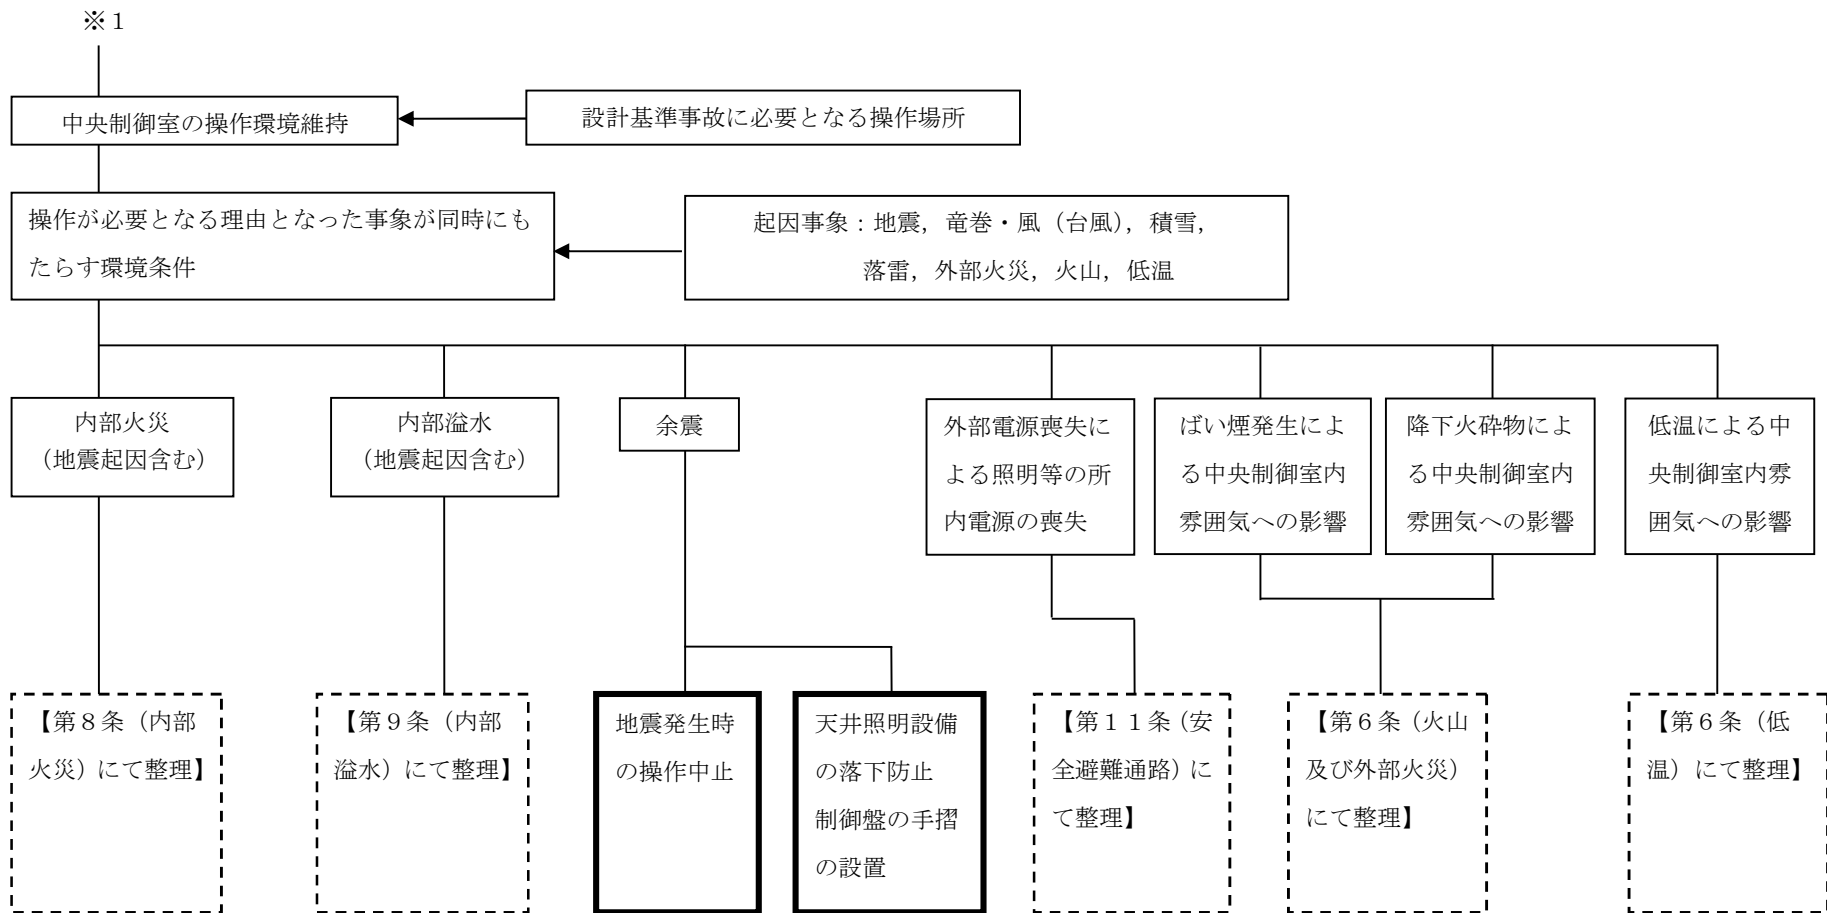 ※１
中央制御室の操作環境維持
設計基準事故に必要となる操作場所
操作が必要となる理由となった事象が同時にも
たらす環境条件
起因事象：地震，竜巻・風（台風），積雪，
落雷，外部火災，火山，低温
内部火災
（地震起因含む）
内部溢水
（地震起因含む）
余震
外部電源喪失に
よる照明等の所
内電源の喪失
ばい煙発生によ
る中央制御室内
雰囲気への影響
降下火砕物によ
る中央制御室内
雰囲気への影響
低温による中
央制御室内雰
囲気への影響
【第８条（内部
火災）にて整理】
【第９条（内部
溢水）にて整理】
地震発生時
の操作中止
天井照明設備
の落下防止
制御盤の手摺
の設置
【第１１条（安
全避難通路）に
て整理】
【第６条（火山
及び外部火災）
にて整理】
【第６条（低
温）にて整理】